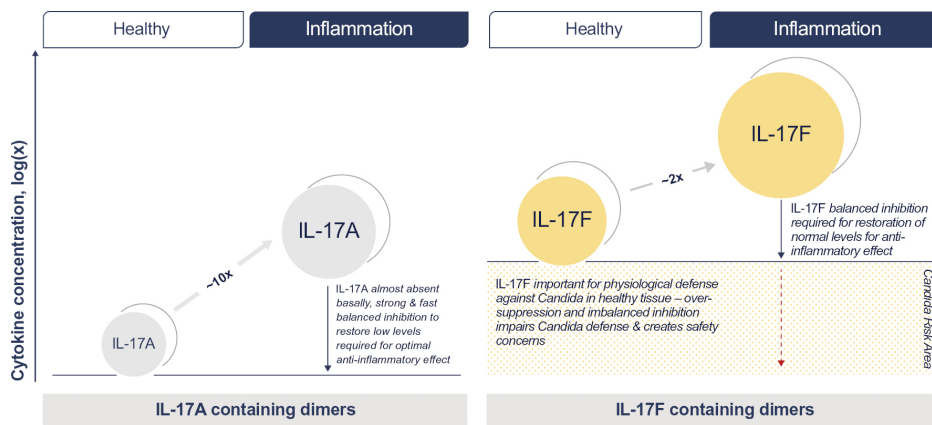 Healthy
Inflammation
Healthy
Inflammation
Cytokine concentration, log(x)
IL-17A
~10x
IL-17A
IL-17A almost absent
basally, strong & fast
balanced inhibition to
restore low levels
required for optimal
anti-inflammatory effect
IL-17F
~2x
IL-17F
IL-17F balanced inhibition
required for restoration of
normal levels for anti-
inflammatory effect
IL-17F important for physiological defense
against Candida in healthy tissue – over-
suppression and imbalanced inhibition
impairs Candida defense & creates safety
concerns
Candida Risk Area
IL-17A containing dimers
IL-17F containing dimers